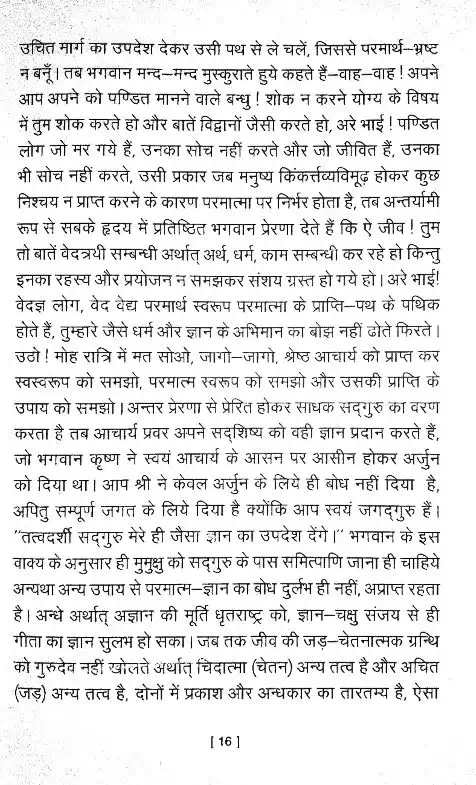 उचित मार्ग का उपदेश देकर उसी पथ से ले चलें, जिससे परमार्थ–भ्रष्ट
न बनूँ। तब भगवान मन्द–मन्द मुस्कुराते हुये कहते हैं–वाह–वाह ! अपने
आप अपने को पण्डित मानने वाले बन्धु ! शोक न करने योग्य के विषय
में तुम शोक करते हो और बातें विद्वानों जैसी करते हो, अरे भाई ! पण्डित
लोग जो मर गये हैं, उनका सोच नहीं करते और जो जीवित हैं, उनका
भी सोच नहीं करते, उसी प्रकार जब मनुष्य किंकर्त्तव्यविमूढ़ होकर कुछ
निश्चय न प्राप्त करने के कारण परमात्मा पर निर्भर होता है, तब अन्तर्यामी
रूप से सबके हृदय में प्रतिष्ठित भगवान प्रेरणा देते हैं कि ऐ जीव ! तुम
तो बातें वेदत्रयी सम्बन्धी अर्थात् अर्थ, धर्म, काम सम्बन्धी कर रहे हो किन्तु
इनका रहस्य और प्रयोजन न समझकर संशय ग्रस्त हो गये हो। अरे भाई!
वेदज्ञ लोग, वेद वेद्य परमार्थ स्वरूप परमात्मा के प्राप्ति–पथ के पथिक
होते हैं, तुम्हारे जैसे धर्म और ज्ञान के अभिमान का बोझ नहीं ढोते फिरते।
उठो ! मोह रात्रि में मत सोओ, जागो–जागो, श्रेष्ठ आचार्य को प्राप्त कर
स्वस्वरूप को समझो, परमात्म स्वरूप को समझो और उसकी प्राप्ति के
उपाय को समझो। अन्तर प्रेरणा से प्रेरित होकर साधक सद्गुरु का वरण
करता है तब आचार्य प्रवर अपने सद्शिष्य को वही ज्ञान प्रदान करते हैं,
जो भगवान कृष्ण ने स्वयं आचार्य के आसन पर आसीन होकर अर्जुन
को दिया था। आप श्री ने केवल अर्जुन के लिये ही बोध नहीं दिया है,
अपितु सम्पूर्ण जगत के लिये दिया है क्योंकि आप स्वयं जगद्गुरु हैं।
"तत्वदर्शी सद्गुरु मेरे ही जैसा ज्ञान का उपदेश देंगे।" भगवान के इस
वाक्य के अनुसार ही मुमुक्षु को सद्गुरु के पास समित्पाणि जाना ही चाहिये
अन्यथा अन्य उपाय से परमात्म–ज्ञान का बोध दुर्लभ ही नहीं, अप्राप्त रहता
है। अन्धे अर्थात् अज्ञान की मूर्ति धृतराष्ट्र को, ज्ञान–चक्षु संजय से ही
गीता का ज्ञान सुलभ हो सका। जब तक जीव की जड़–चेतनात्मक ग्रन्थि
को गुरुदेव नहीं खोलते अर्थात् चिदात्मा (चेतन) अन्य तत्व है और अचित
(जड़) अन्य तत्व है, दोनों में प्रकाश और अन्धकार का तारतम्य है, ऐसा
[ 16 ]